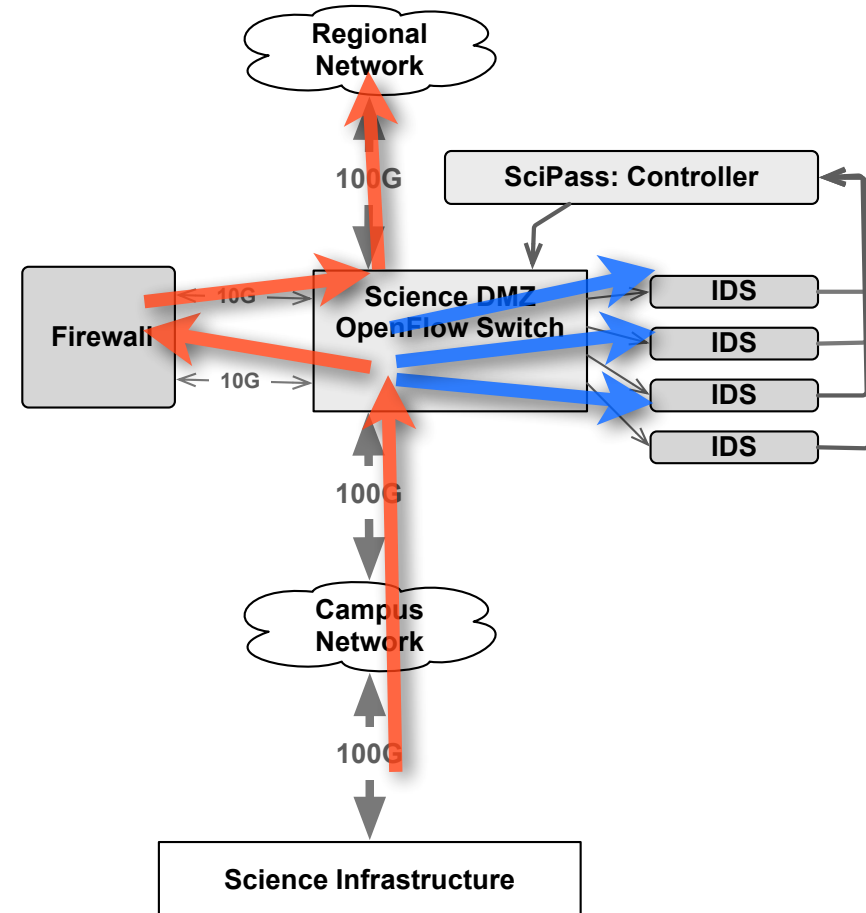 Regional
Network
100G
SciPass: Controller
10G
Science DMZ
OpenFlow Switch
Firewall
10G
IDS
IDS
IDS
IDS
100G
Campus
Network
100G
Science Infrastructure